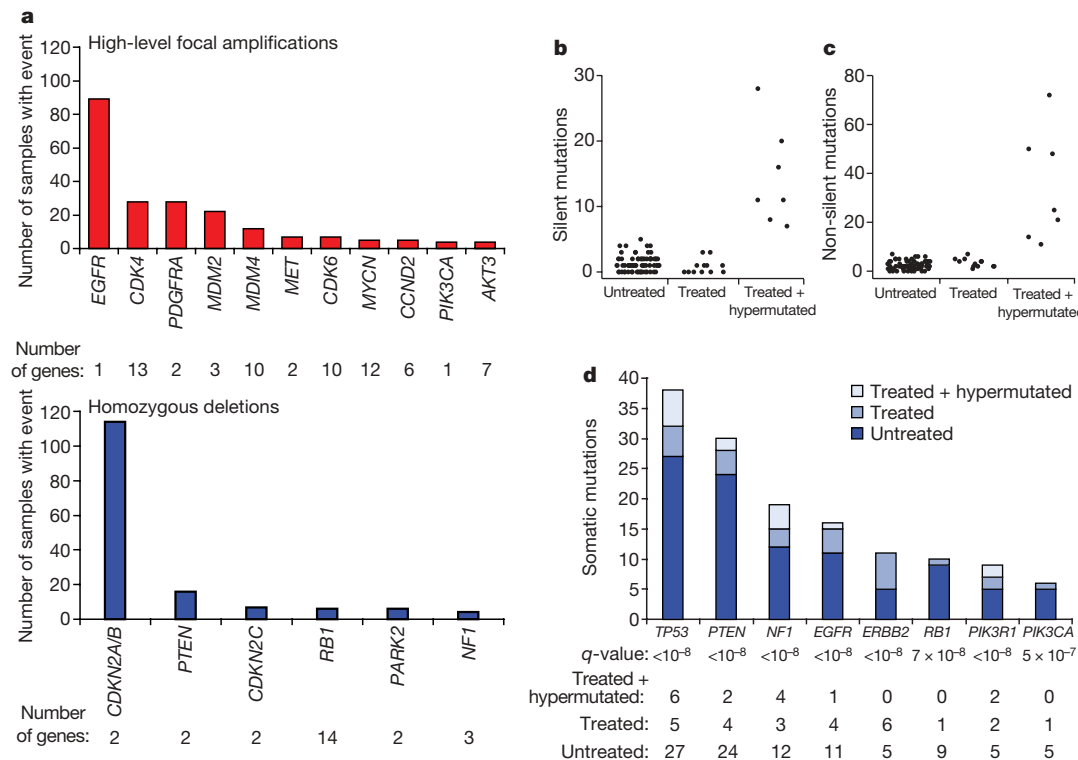 a
High-level focal amplifications
Number of samples with event
120
100
80
60
40
20
0
EGFR
CDK4
PDGFRA
MDM2
MDM4
MET
CDK6
MYCN
CCND2
PIK3CA
AKT3
Number
of genes: 1 13 2 3 10 2 10 12 6 1 7
Homozygous deletions
Number of samples with event
120
100
80
60
40
20
0
CDKN2A/B
PTEN
CDKN2C
RB1
PARK2
NF1
Number
of genes: 2 2 2 14 2 3
b
Silent mutations
30
20
10
0
Untreated Treated Treated +
hypermutated
c
Non-silent mutations
80
60
40
20
0
Untreated Treated Treated +
hypermutated
d
Somatic mutations
40
35
30
25
20
15
10
5
0
Treated + hypermutated
Treated
Untreated
TP53 PTEN NF1 EGFR ERBB2 RB1 PIK3R1 PIK3CA
q-value: <10⁻⁸ <10⁻⁸ <10⁻⁸ <10⁻⁸ <10⁻⁸ 7 × 10⁻⁸ <10⁻⁸ 5 × 10⁻⁷
Treated +
hypermutated: 6 2 4 1 0 0 2 0
Treated: 5 4 3 4 6 1 2 1
Untreated: 27 24 12 11 5 9 5 5